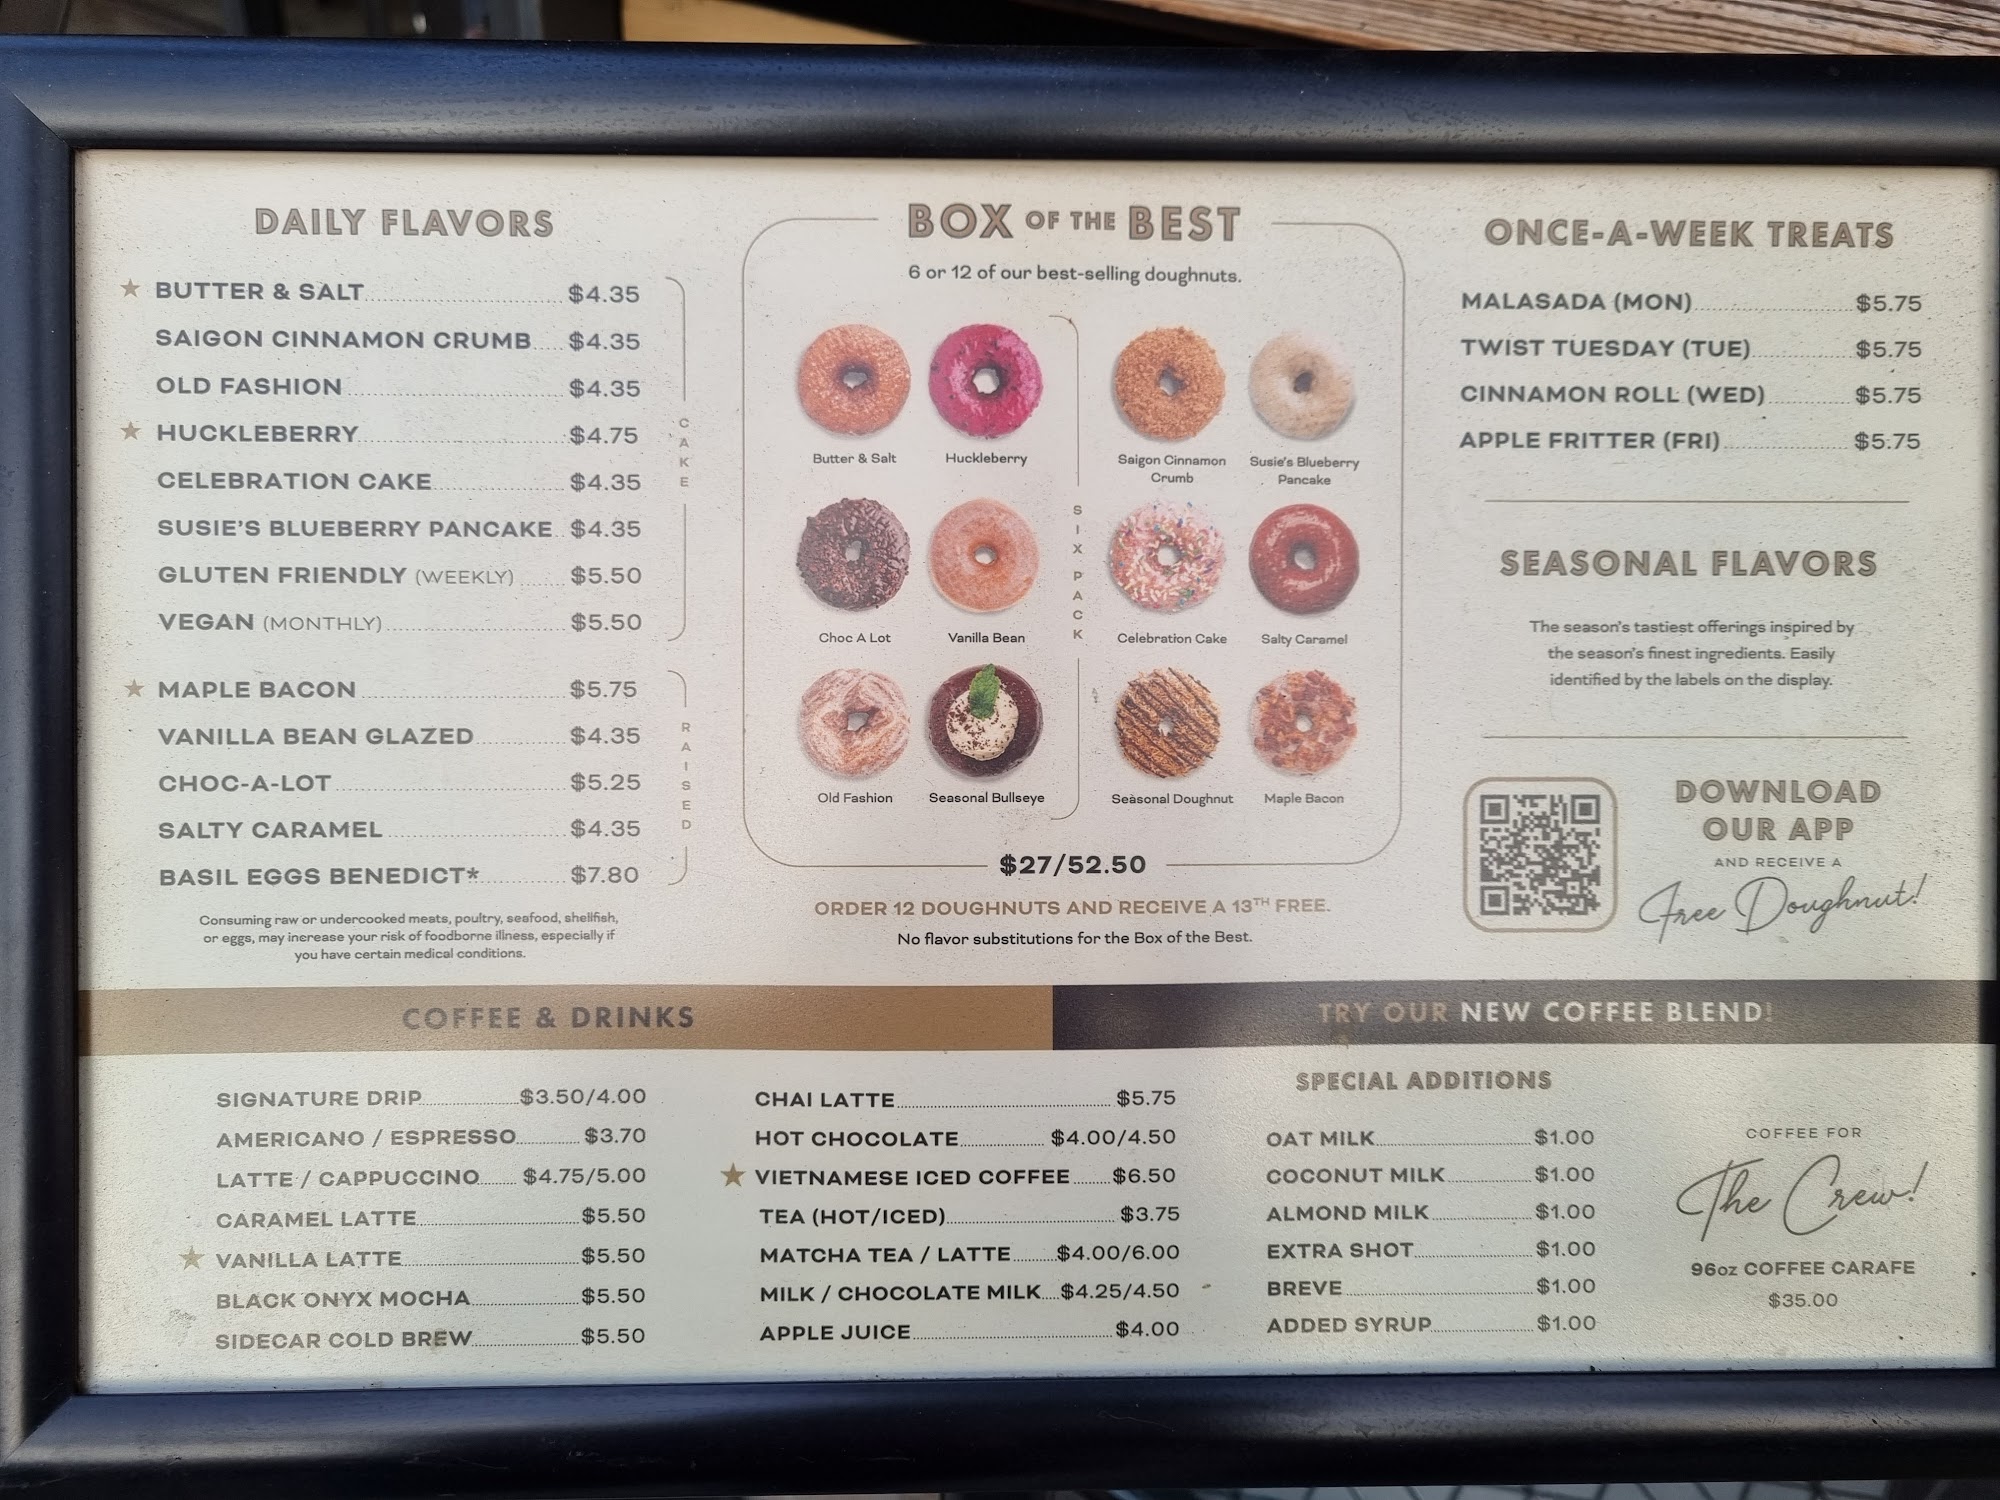 DAILY FLAVORS
★ BUTTER & SALT $4.35
SAIGON CINNAMON CRUMB $4.35
OLD FASHION $4.35
★ HUCKLEBERRY $4.75
CELEBRATION CAKE $4.35
SUSIE'S BLUEBERRY PANCAKE $4.35
GLUTEN FRIENDLY (WEEKLY) $5.50
VEGAN (MONTHLY) $5.50
CAKE
★ MAPLE BACON $5.75
VANILLA BEAN GLAZED $4.35
CHOC-A-LOT $5.25
SALTY CARAMEL $4.35
BASIL EGGS BENEDICT* $7.80
RAISED
Consuming raw or undercooked meats, poultry, seafood, shellfish,
or eggs, may increase your risk of foodborne illness, especially if
you have certain medical conditions.
BOX OF THE BEST
6 or 12 of our best-selling doughnuts.
Butter & Salt
Huckleberry
Saigon Cinnamon
Crumb
Susie's Blueberry
Pancake
Choc A Lot
Vanilla Bean
Celebration Cake
Salty Caramel
Old Fashion
Seasonal Bullseye
Seasonal Doughnut
Maple Bacon
SIX PACK
$27/52.50
ORDER 12 DOUGHNUTS AND RECEIVE A 13TH FREE.
No flavor substitutions for the Box of the Best.
ONCE-A-WEEK TREATS
MALASADA (MON) $5.75
TWIST TUESDAY (TUE) $5.75
CINNAMON ROLL (WED) $5.75
APPLE FRITTER (FRI) $5.75
SEASONAL FLAVORS
The season's tastiest offerings inspired by
the season's finest ingredients. Easily
identified by the labels on the display.
DOWNLOAD
OUR APP
AND RECEIVE A
Free Doughnut!
COFFEE & DRINKS
TRY OUR NEW COFFEE BLEND!
SIGNATURE DRIP $3.50/4.00
AMERICANO / ESPRESSO $3.70
LATTE / CAPPUCCINO $4.75/5.00
CARAMEL LATTE $5.50
★ VANILLA LATTE $5.50
BLACK ONYX MOCHA $5.50
SIDECAR COLD BREW $5.50
CHAI LATTE $5.75
HOT CHOCOLATE $4.00/4.50
★ VIETNAMESE ICED COFFEE $6.50
TEA (HOT/ICED) $3.75
MATCHA TEA / LATTE $4.00/6.00
MILK / CHOCOLATE MILK $4.25/4.50
APPLE JUICE $4.00
SPECIAL ADDITIONS
OAT MILK $1.00
COCONUT MILK $1.00
ALMOND MILK $1.00
EXTRA SHOT $1.00
BREVE $1.00
ADDED SYRUP $1.00
COFFEE FOR
The Crew!
96oz COFFEE CARAFE
$35.00